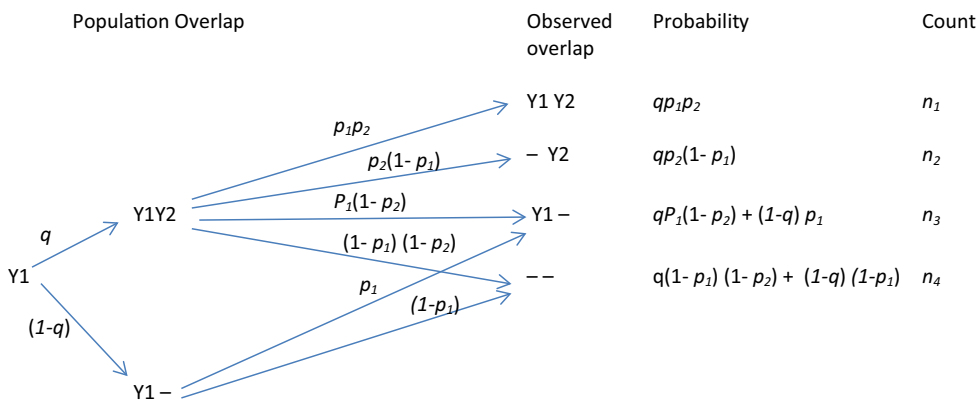 Population Overlap Observed overlap Probability Count
Y1 Y2 qp₁p₂ n₁
p₁p₂
– Y2 qp₂(1- p₁) n₂
p₂(1- p₁)
Y1Y2 P₁(1- p₂) Y1 – qP₁(1- p₂) + (1-q) p₁ n₃
q
(1- p₁) (1- p₂)
Y1 p₁ – – q(1- p₁) (1- p₂) + (1-q) (1-p₁) n₄
(1-p₁)
(1-q)
Y1 –